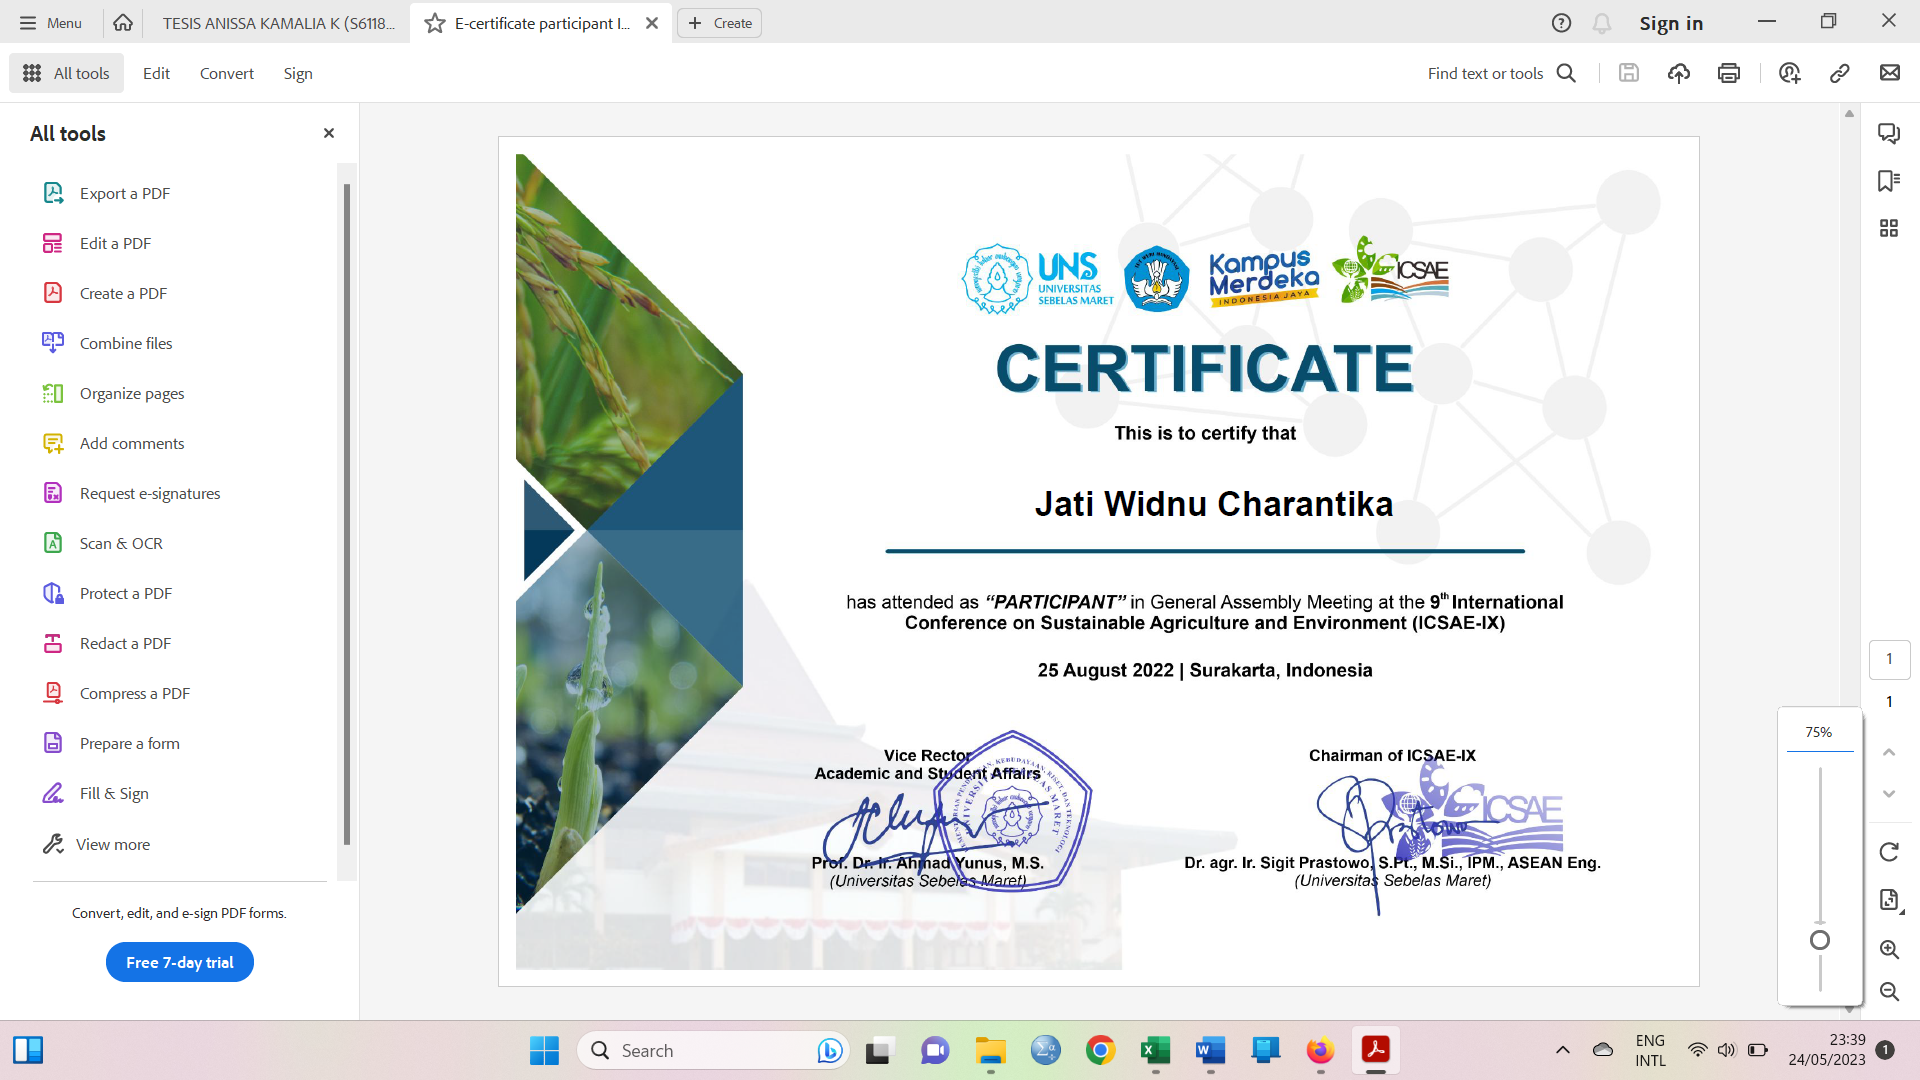 Menu
TESIS ANISSA KAMALIA K (S6118...
E-certificate participant I...
Create
Sign in
All tools
Edit
Convert
Sign
Find text or tools
All tools
Export a PDF
Edit a PDF
Create a PDF
Combine files
Organize pages
Add comments
Request e-signatures
Scan & OCR
Protect a PDF
Redact a PDF
Compress a PDF
Prepare a form
Fill & Sign
View more
Convert, edit, and e-sign PDF forms.
Free 7-day trial
UNS
UNIVERSITAS
SEBELAS MARET
Kampus
Merdeka
INDONESIA JAYA
ICSAE
CERTIFICATE
This is to certify that
Jati Widnu Charantika
has attended as “PARTICIPANT” in General Assembly Meeting at the 9th International
Conference on Sustainable Agriculture and Environment (ICSAE-IX)
25 August 2022 | Surakarta, Indonesia
Vice Rector
Academic and Student Affairs
Prof. Dr. Ir. Ahmad Yunus, M.S.
(Universitas Sebelas Maret)
Chairman of ICSAE-IX
ICSAE
Dr. agr. Ir. Sigit Prastowo, S.Pt., M.Si., IPM., ASEAN Eng.
(Universitas Sebelas Maret)
1
1
75%
Search
ENG
INTL
23:39
24/05/2023
1